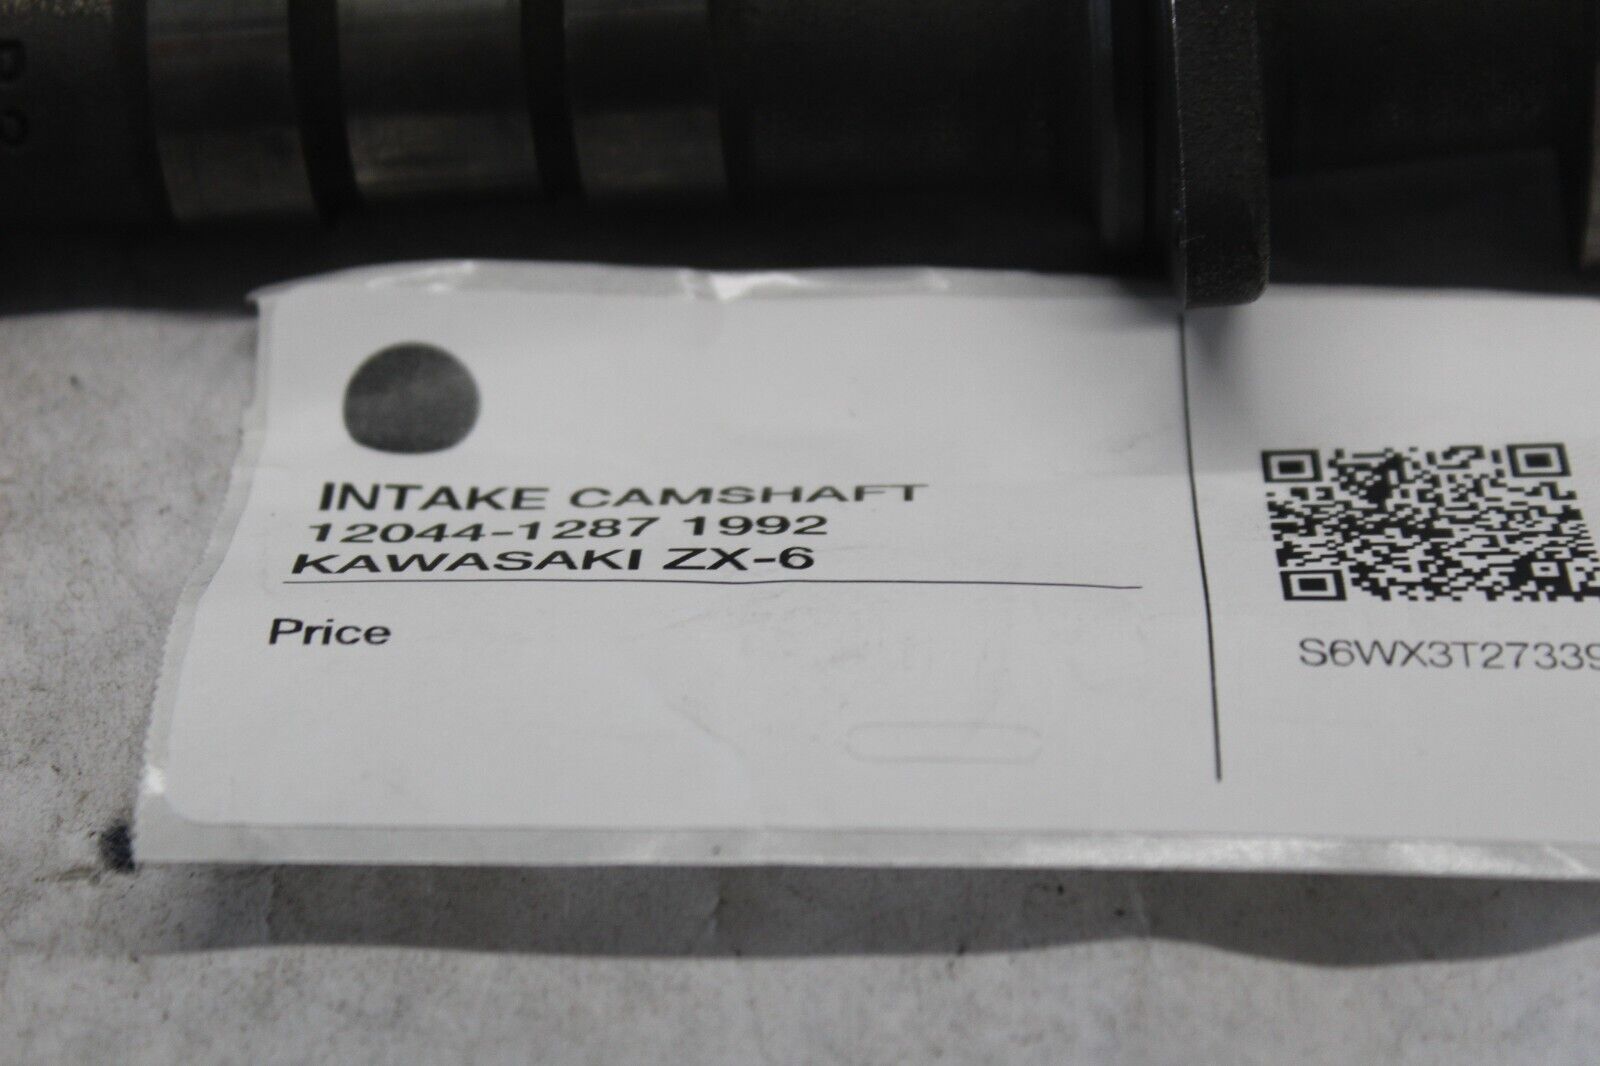 INTAKE CAMSHAFT
12044-1287 1992
KAWASAKI ZX-6
Price
S6WX3T27339